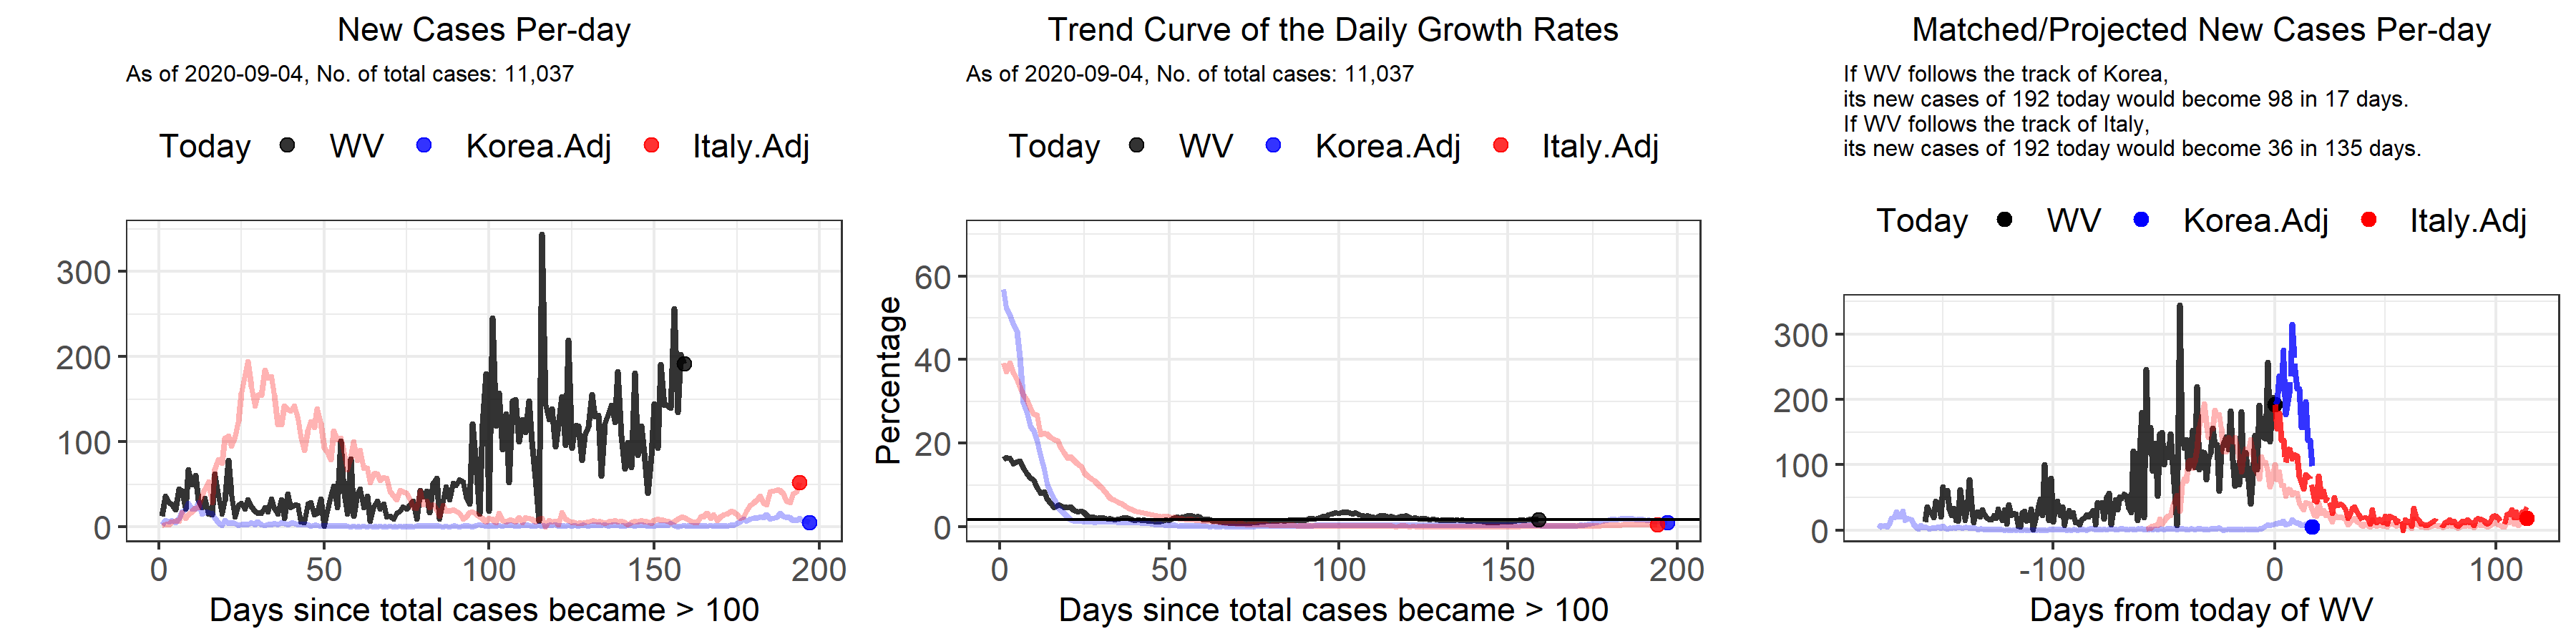 New Cases Per-day
As of 2020-09-04, No. of total cases: 11,037
Today WV Korea.Adj Italy.Adj
300
200
100
0
0 50 100 150 200
Days since total cases became > 100
Trend Curve of the Daily Growth Rates
As of 2020-09-04, No. of total cases: 11,037
Today WV Korea.Adj Italy.Adj
Percentage
60
40
20
0
0 50 100 150 200
Days since total cases became > 100
Matched/Projected New Cases Per-day
If WV follows the track of Korea,
its new cases of 192 today would become 98 in 17 days.
If WV follows the track of Italy,
its new cases of 192 today would become 36 in 135 days.
Today WV Korea.Adj Italy.Adj
300
200
100
0
-100 0 100
Days from today of WV